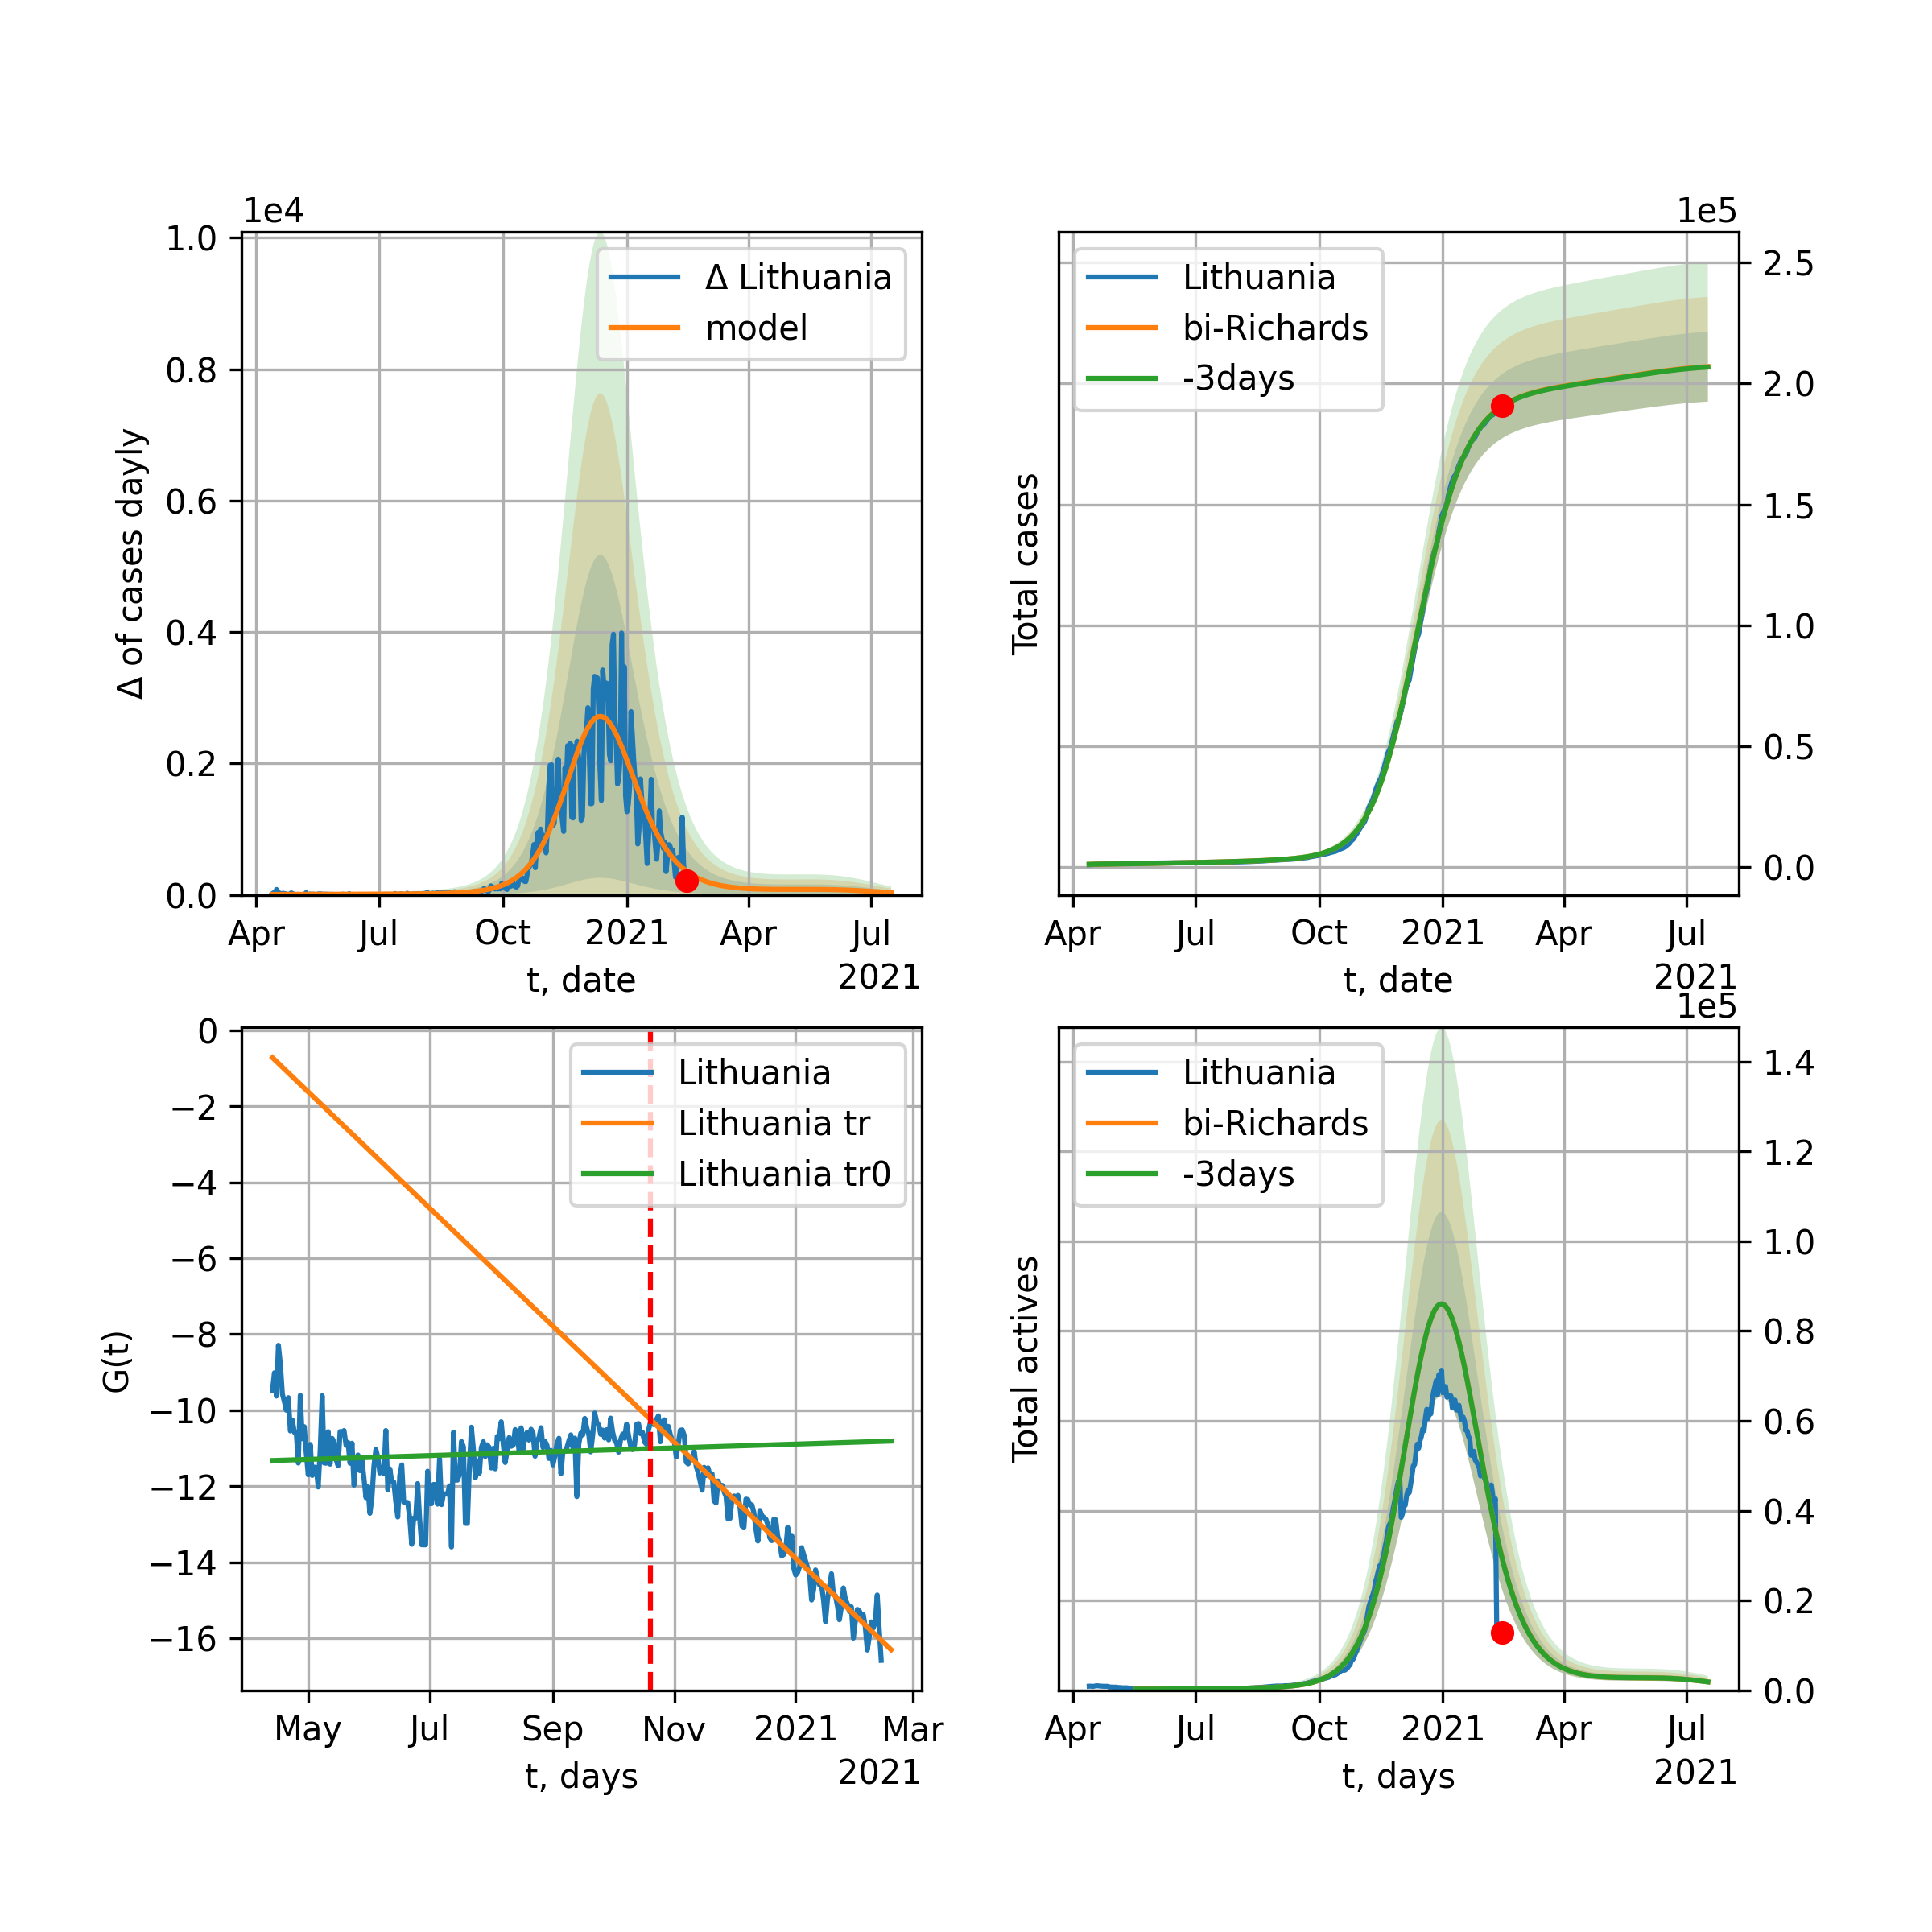 1e4
1.0
0.8
0.6
0.4
0.2
0.0
Δ of cases dayly
Δ Lithuania
model
Apr Jul Oct 2021 Apr Jul
t, date 2021
1e5
Lithuania
bi-Richards
-3days
Total cases
2.5
2.0
1.5
1.0
0.5
0.0
Apr Jul Oct 2021 Apr Jul
t, date 2021
0
−2
−4
−6
−8
−10
−12
−14
−16
G(t)
Lithuania
Lithuania tr
Lithuania tr0
May Jul Sep Nov 2021 Mar
t, days 2021
1e5
Lithuania
bi-Richards
-3days
Total actives
1.4
1.2
1.0
0.8
0.6
0.4
0.2
0.0
Apr Jul Oct 2021 Apr Jul
t, days 2021